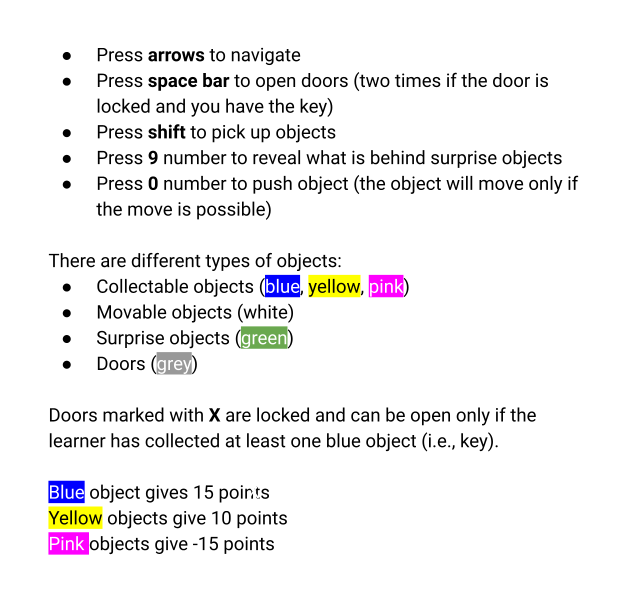 ● Press arrows to navigate
● Press space bar to open doors (two times if the door is
locked and you have the key)
● Press shift to pick up objects
● Press 9 number to reveal what is behind surprise objects
● Press 0 number to push object (the object will move only if
the move is possible)
There are different types of objects:
● Collectable objects (blue, yellow, pink)
● Movable objects (white)
● Surprise objects (green)
● Doors (grey)
Doors marked with X are locked and can be open only if the
learner has collected at least one blue object (i.e., key).
Blue object gives 15 points
Yellow objects give 10 points
Pink objects give -15 points